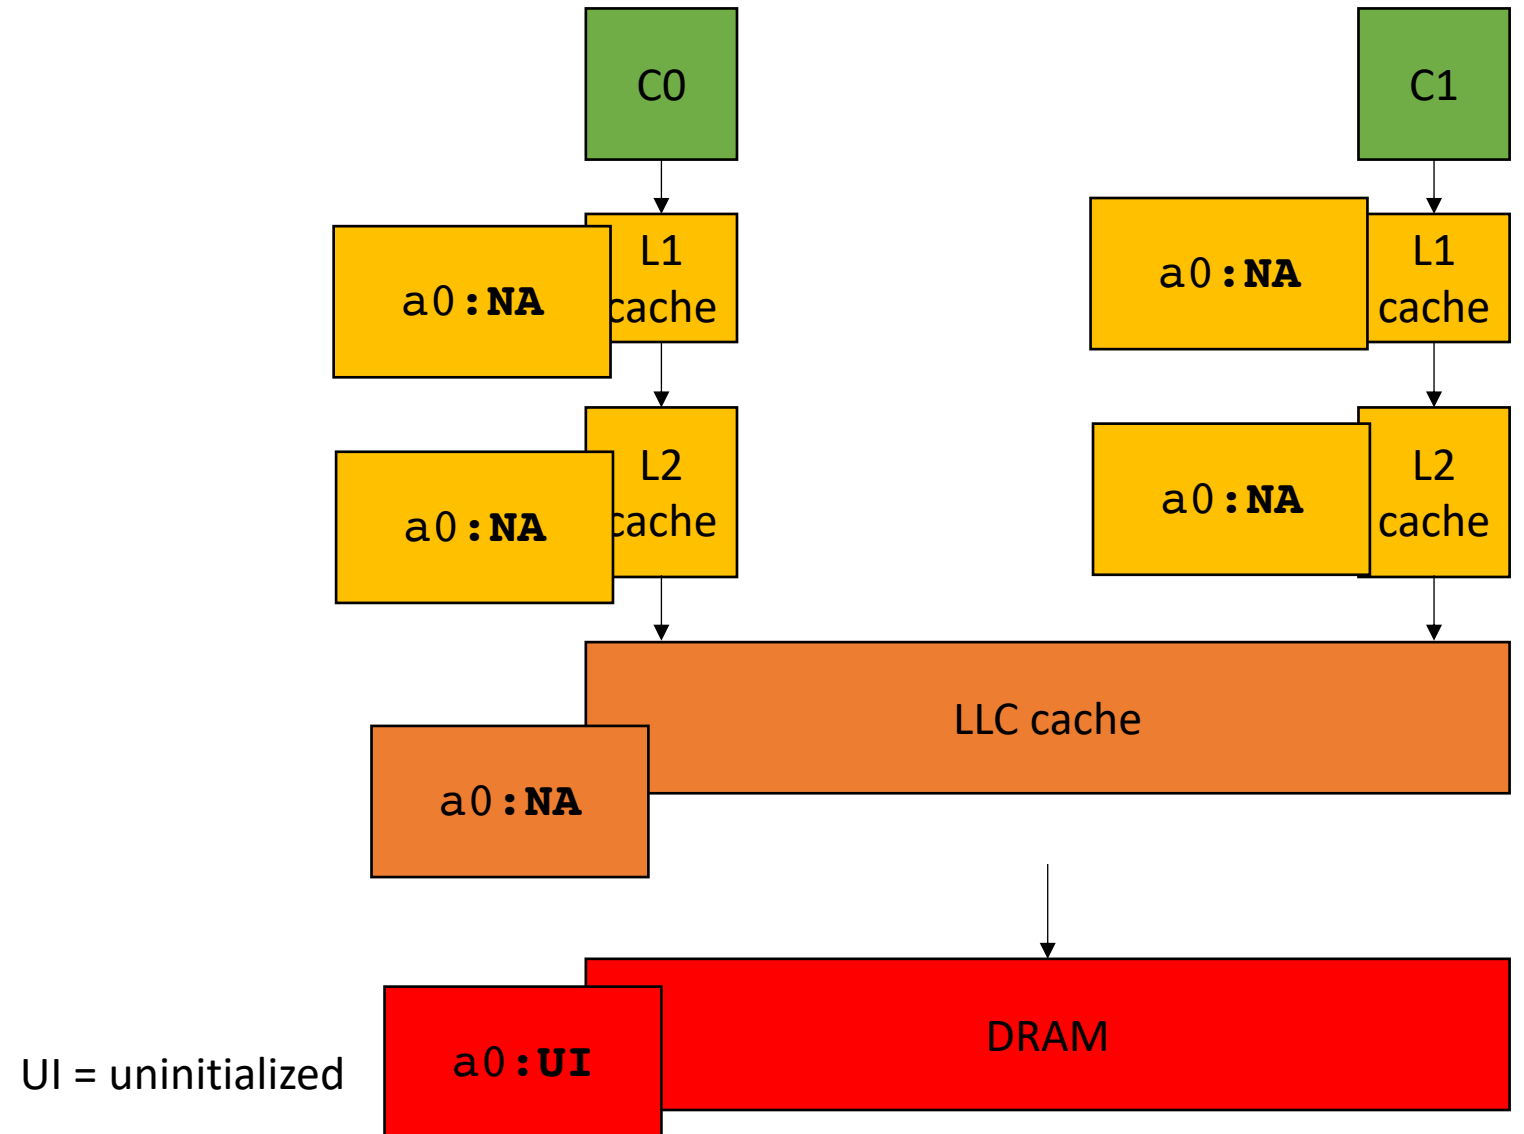 C0
C1
a0:NA
L1
cache
a0:NA
L1
cache
a0:NA
L2
cache
a0:NA
L2
cache
LLC cache
a0:NA
DRAM
UI = uninitialized
a0:UI